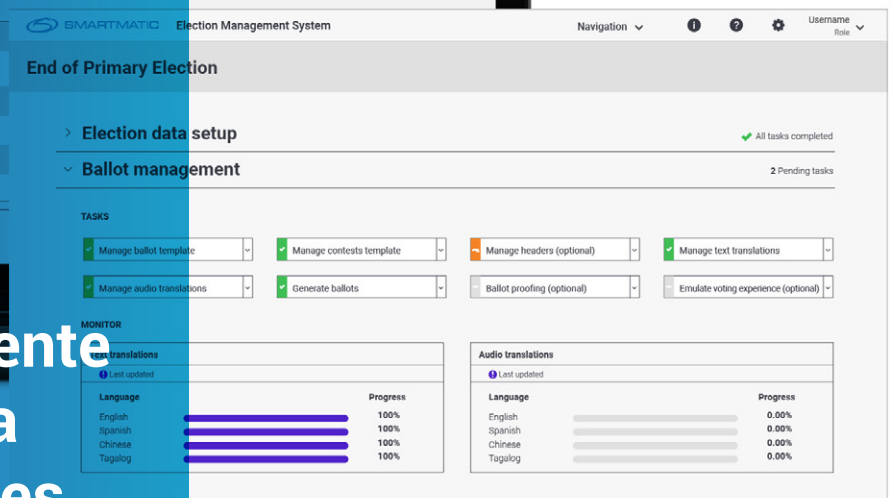 SMARTMATIC Election Management System Navigation Username
Role
End of Primary Election
Election data setup All tasks completed
Ballot management 2 Pending tasks
TASKS
Manage ballot template Manage contests template Manage headers (optional) Manage text translations
Manage audio translations Generate ballots Ballot proofing (optional) Emulate voting experience (optional)
MONITOR
Text translations
Last updated
Language Progress
English 100%
Spanish 100%
Chinese 100%
Tagalog 100%
Audio translations
Last updated
Language Progress
English 0.00%
Spanish 0.00%
Chinese 0.00%
Tagalog 0.00%
ente
a
es